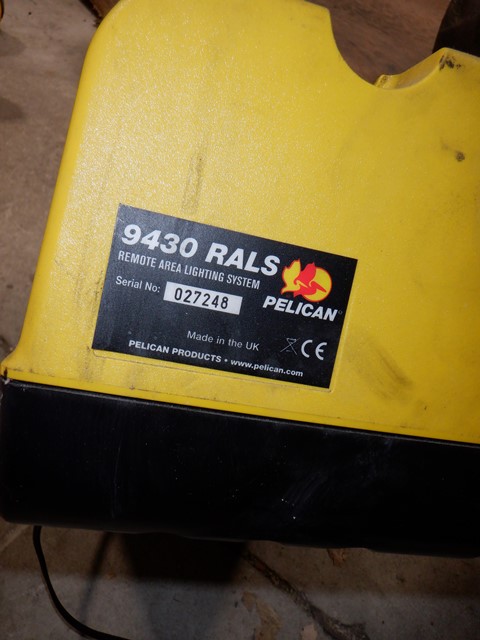 9430 RALS
REMOTE AREA LIGHTING SYSTEM
Serial No: 027248
PELICAN™
Made in the UK CE
PELICAN PRODUCTS • www.pelican.com